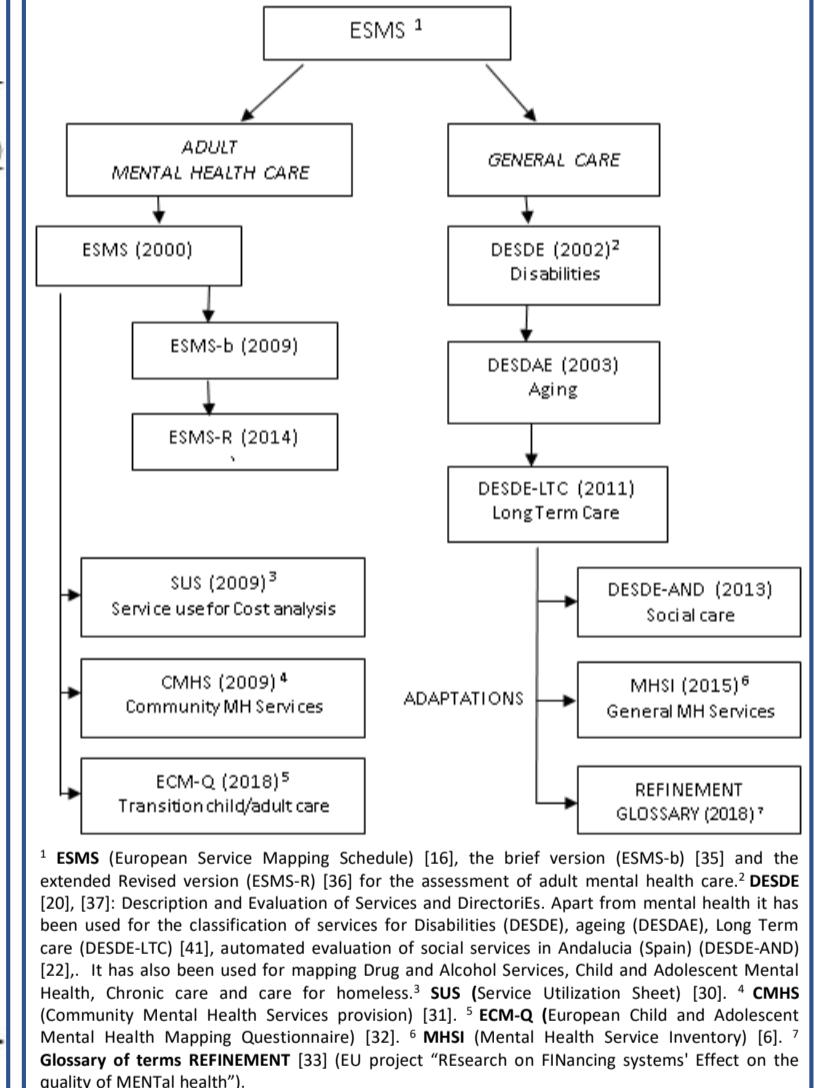 ESMS ¹
ADULT
MENTAL HEALTH CARE
GENERAL CARE
ESMS (2000)
DESDE (2002)²
Disabilities
ESMS-b (2009)
DESDAE (2003)
Aging
ESMS-R (2014)
DESDE-LTC (2011)
Long Term Care
SUS (2009)³
Service use for Cost analysis
DESDE-AND (2013)
Social care
CMHS (2009) ⁴
Community MH Services
ADAPTATIONS
MHSI (2015)⁶
General MH Services
ECM-Q (2018)⁵
Transition child/adult care
REFINEMENT
GLOSSARY (2018) ⁷
¹ ESMS (European Service Mapping Schedule) [16], the brief version (ESMS-b) [35] and the
extended Revised version (ESMS-R) [36] for the assessment of adult mental health care.² DESDE
[20], [37]: Description and Evaluation of Services and DirectoriEs. Apart from mental health it has
been used for the classification of services for Disabilities (DESDE), ageing (DESDAE), Long Term
care (DESDE-LTC) [41], automated evaluation of social services in Andalucia (Spain) (DESDE-AND)
[22],. It has also been used for mapping Drug and Alcohol Services, Child and Adolescent Mental
Health, Chronic care and care for homeless.³ SUS (Service Utilization Sheet) [30]. ⁴ CMHS
(Community Mental Health Services provision) [31]. ⁵ ECM-Q (European Child and Adolescent
Mental Health Mapping Questionnaire) [32]. ⁶ MHSI (Mental Health Service Inventory) [6]. ⁷
Glossary of terms REFINEMENT [33] (EU project “REsearch on FINancing systems' Effect on the
quality of MENTal health”).